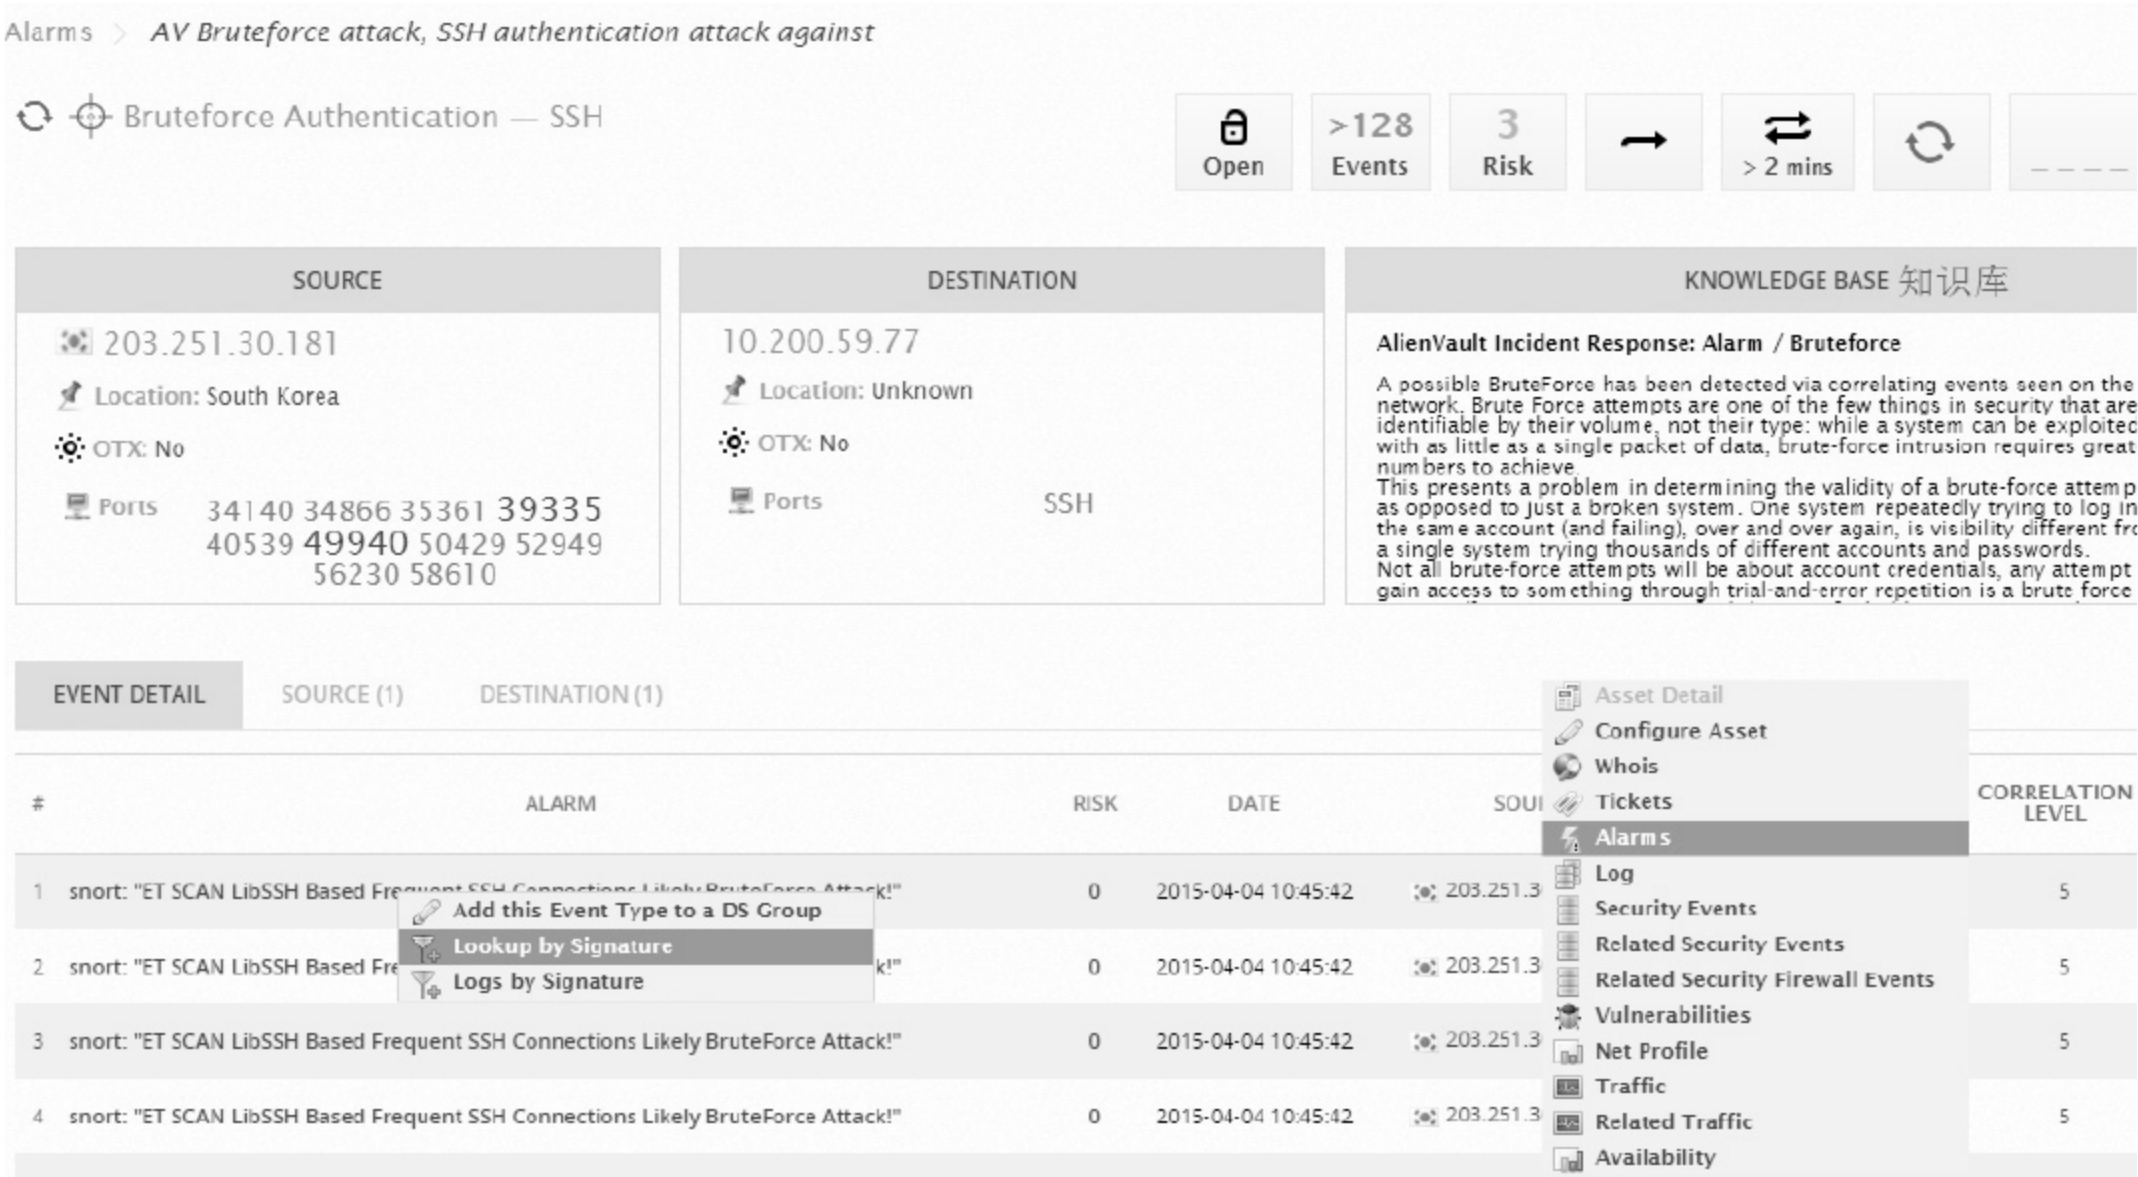 Alarms > AV Bruteforce attack, SSH authentication attack against
Bruteforce Authentication — SSH
Open
>128
Events
3
Risk
> 2 mins
SOURCE
203.251.30.181
Location: South Korea
OTX: No
Ports
34140 34866 35361 39335
40539 49940 50429 52949
56230 58610
DESTINATION
10.200.59.77
Location: Unknown
OTX: No
Ports SSH
KNOWLEDGE BASE 知识库
AlienVault Incident Response: Alarm / Bruteforce
A possible BruteForce has been detected via correlating events seen on the
network. Brute Force attempts are one of the few things in security that are
identifiable by their volume, not their type: while a system can be exploited
with as little as a single packet of data, brute-force intrusion requires great
numbers to achieve.
This presents a problem in determining the validity of a brute-force attemp
as opposed to just a broken system. One system repeatedly trying to log in
the same account (and failing), over and over again, is visibility different fro
a single system trying thousands of different accounts and passwords.
Not all brute-force attempts will be about account credentials, any attempt
gain access to something through trial-and-error repetition is a brute force
EVENT DETAIL SOURCE (1) DESTINATION (1)
# ALARM RISK DATE SOU CORRELATION
LEVEL
1 snort: "ET SCAN LibSSH Based Frequent SSH Connections Likely BruteForce Attack!" 0 2015-04-04 10:45:42 203.251.3 5
2 snort: "ET SCAN LibSSH Based Fre k!" 0 2015-04-04 10:45:42 203.251.3 5
3 snort: "ET SCAN LibSSH Based Frequent SSH Connections Likely BruteForce Attack!" 0 2015-04-04 10:45:42 203.251.3 5
4 snort: "ET SCAN LibSSH Based Frequent SSH Connections Likely BruteForce Attack!" 0 2015-04-04 10:45:42 203.251.3 5
Add this Event Type to a DS Group
Lookup by Signature
Logs by Signature
Asset Detail
Configure Asset
Whois
Tickets
Alarms
Log
Security Events
Related Security Events
Related Security Firewall Events
Vulnerabilities
Net Profile
Traffic
Related Traffic
Availability